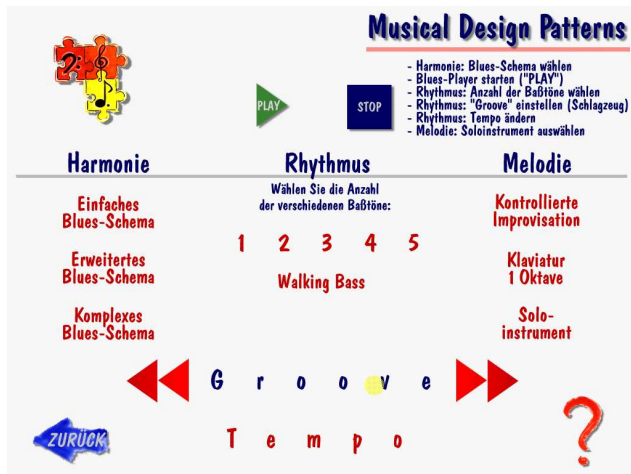 Musical Design Patterns
- Harmonie: Blues-Schema wählen
- Blues-Player starten ("PLAY")
- Rhythmus: Anzahl der Baßtöne wählen
- Rhythmus: "Groove" einstellen (Schlagzeug)
- Rhythmus: Tempo ändern
- Melodie: Soloinstrument auswählen
PLAY
STOP
Harmonie
Rhythmus
Melodie
Einfaches
Blues-Schema
Erweitertes
Blues-Schema
Komplexes
Blues-Schema
Wählen Sie die Anzahl
der verschiedenen Baßtöne:
1 2 3 4 5
Walking Bass
Kontrollierte
Improvisation
Klaviatur
1 Oktave
Solo-
instrument
Groove
Tempo
ZURÜCK
?